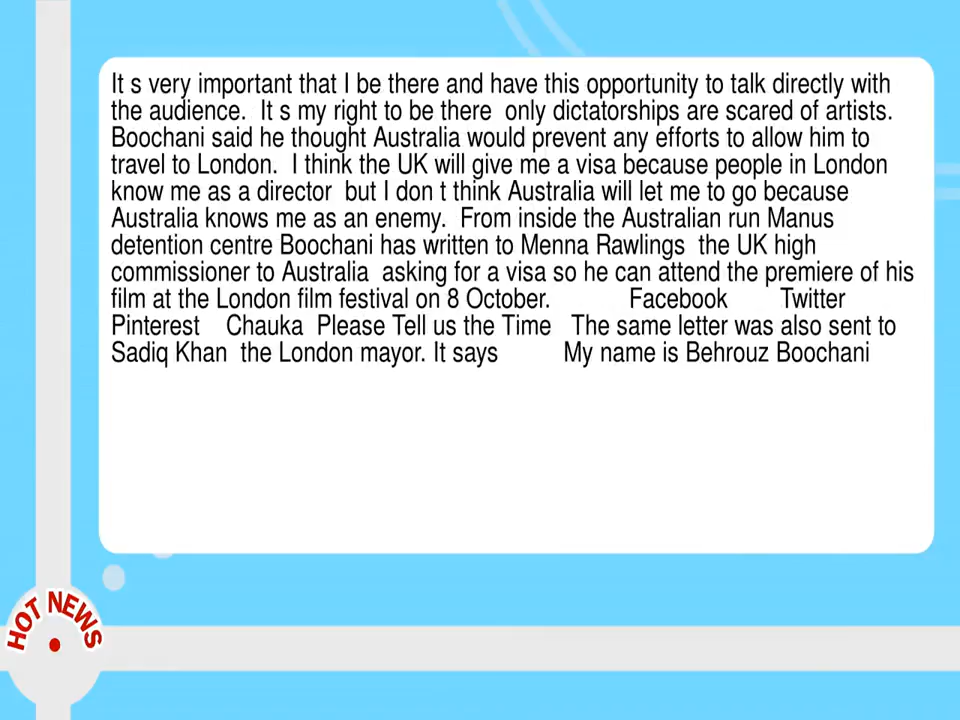 It s very important that I be there and have this opportunity to talk directly with
the audience.  It s my right to be there  only dictatorships are scared of artists.
Boochani said he thought Australia would prevent any efforts to allow him to
travel to London.  I think the UK will give me a visa because people in London
know me as a director  but I don t think Australia will let me to go because
Australia knows me as an enemy.  From inside the Australian run Manus
detention centre Boochani has written to Menna Rawlings  the UK high
commissioner to Australia  asking for a visa so he can attend the premiere of his
film at the London film festival on 8 October.          Facebook      Twitter
Pinterest    Chauka  Please Tell us the Time   The same letter was also sent to
Sadiq Khan  the London mayor. It says        My name is Behrouz Boochani
HOT NEWS